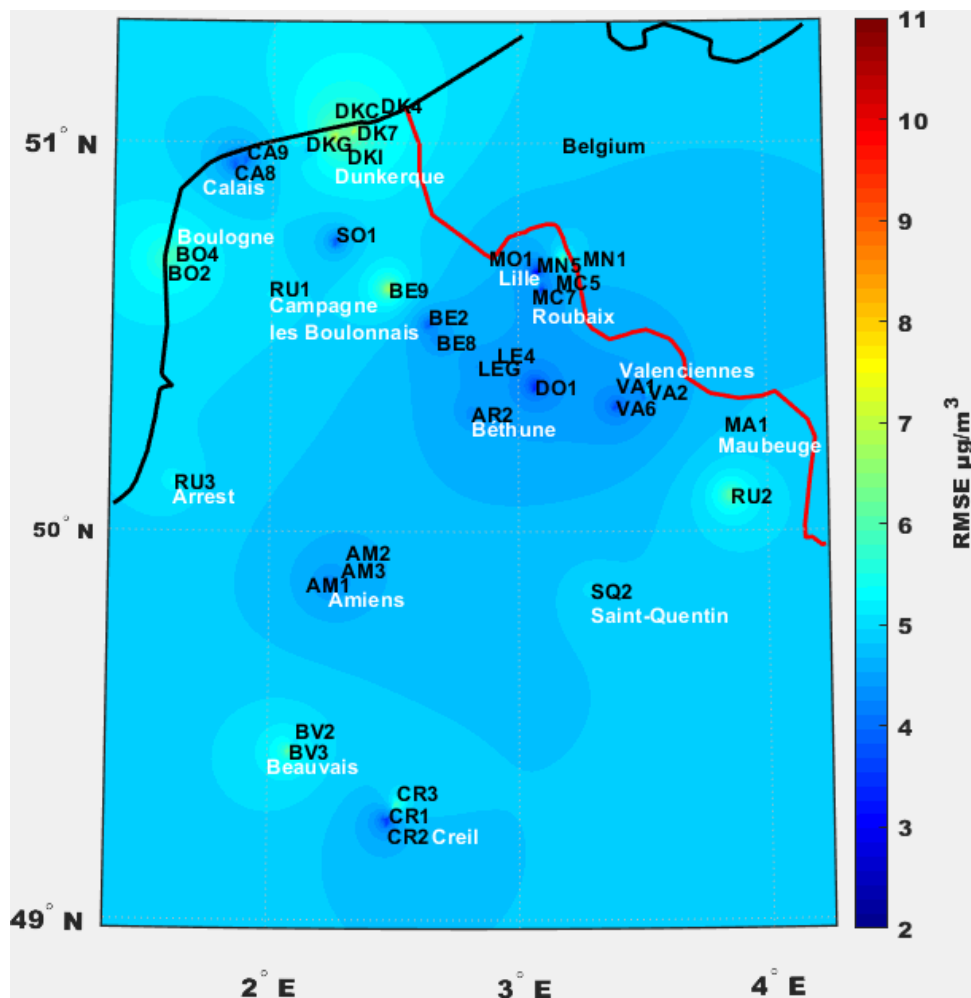 DKC DK4
DKG DK7
DKI
Dunkerque
51° N
CA9
CA8
Calais
Belgium
Boulogne
BO4
BO2
SO1
MO1 MN5 MN1
Lille MC5
MC7
Roubaix
RU1
Campagne
les Boulonnais
BE9
BE2
BE8
LE4
LEG
DO1
Valenciennes
VA1 VA2
VA6
AR2
Béthune
MA1
Maubeuge
RU3
Arrest
RU2
50° N
AM2
AM3
AM1
Amiens
SQ2
Saint-Quentin
BV2
BV3
Beauvais
CR3
CR1
CR2 Creil
49° N
2° E 3° E 4° E
11
10
9
8
7
6
5
4
3
2
RMSE µg/m³